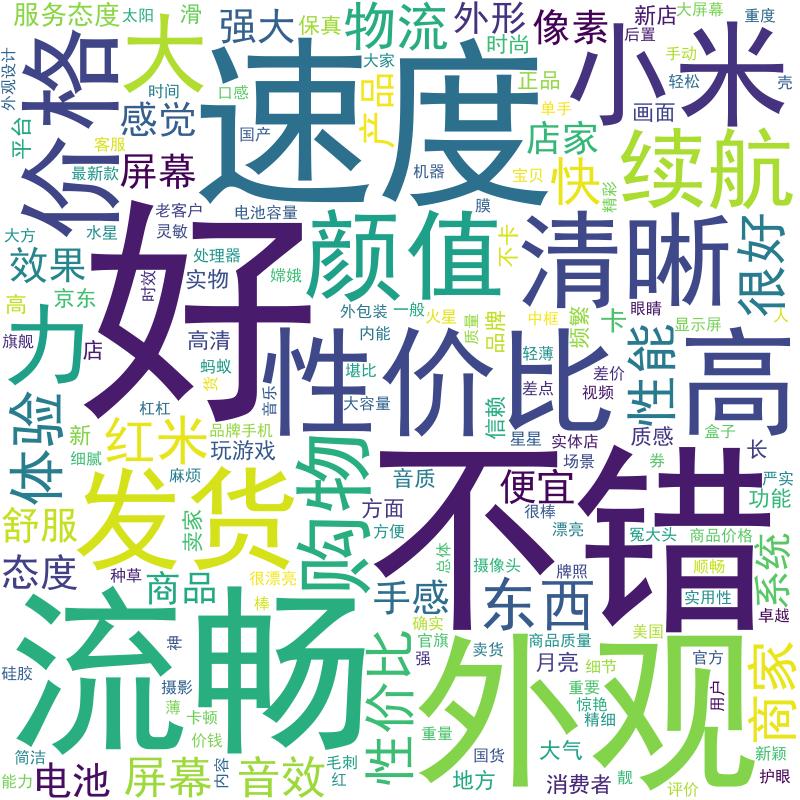 服务态度
太阳
滑
强大
保真
物流
外形
像素
新店
大屏幕
重度
外观设计
价格
大
速度
大家
时尚
后置
小米
手动
轻松
壳
时间
口感
产品
正品
单手
画面
平台
客服
感觉
国产
店家
最新款
屏幕
机器
宝贝
快
精彩
续航
大方
水星
老客户
灵敏
电池容量
膜
颜值
不卡
清晰
很好
效果
处理器
实物
嫦娥
高
京东
好
时效
外包装
一般
火星
中框
频繁
卡
眼睛
显示屏
人
旗舰
店
力
高清
内能
质量
品牌
性价比
轻薄
差价
性能
高
蚂蚁
货
音乐
堪比
大容量
差点
视频
体验
杠杠
新
细腻
红米
品牌手机
玩游戏
麻烦
购物
信赖
星星
实体店
质感
盒子
长
音质
场景
券
严实
功能
发货
不错
便宜
方面
很棒
舒服
卖家
方便
漂亮
冤大头
商品价格
态度
种草
商品
很漂亮
棒
总体
摄像头
牌照
顺畅
系统
手感
东西
实用性
卓越
流畅
神
确实
官旗
强
卖货
商品质量
美国
外观
硅胶
摄影
薄
卡顿
价钱
性价比
月亮
细节
重要
惊艳
精细
官方
用户
商家
简洁
能力
电池
屏幕
内容
音效
毛刺
红
重量
国货
地方
大气
消费者
靓
评价
新颖
护眼